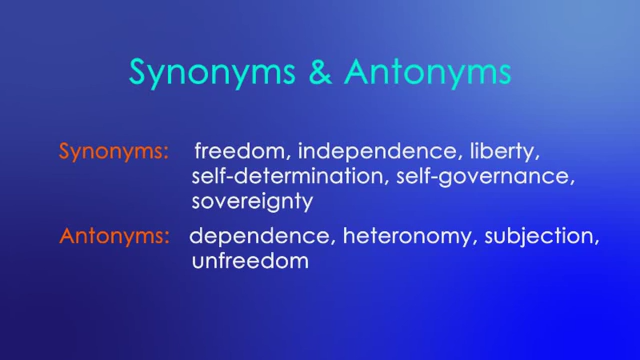 Synonyms & Antonyms
Synonyms: freedom, independence, liberty,
self-determination, self-governance,
sovereignty
Antonyms: dependence, heteronomy, subjection,
unfreedom